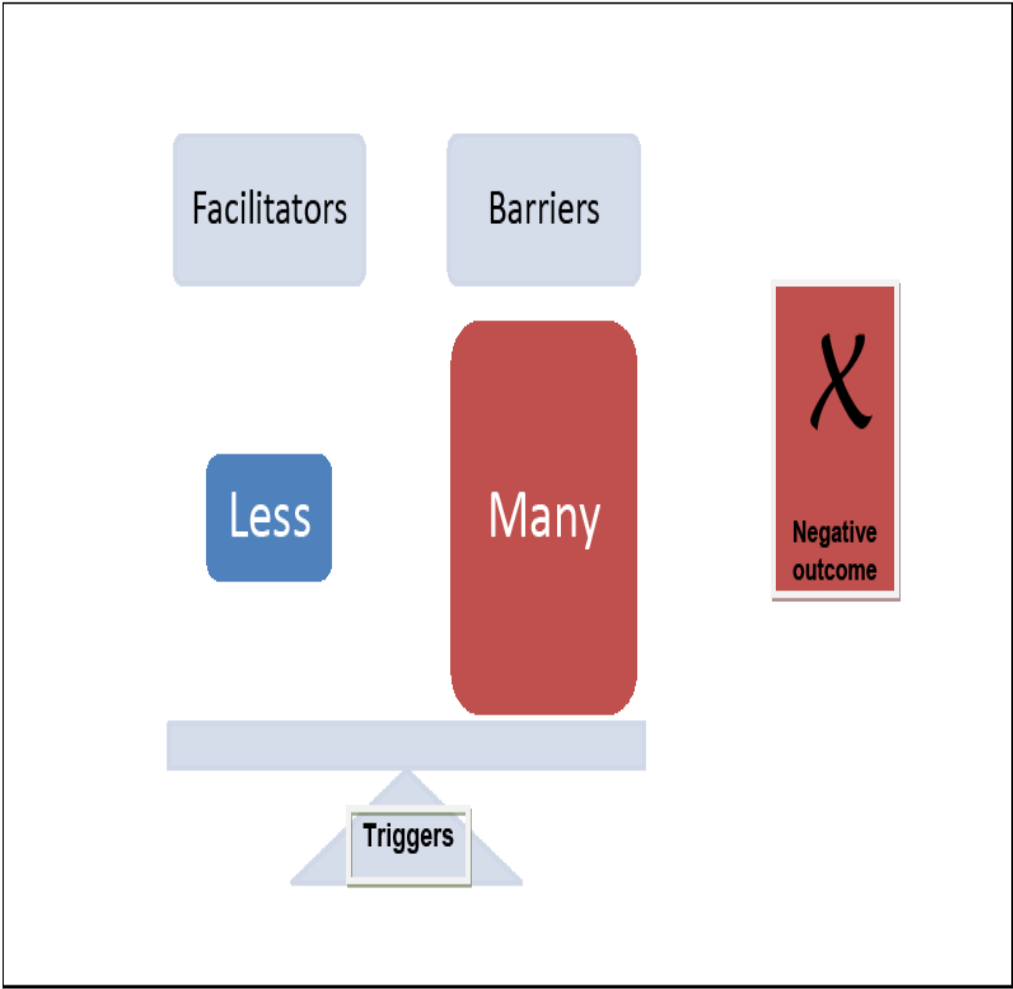 Facilitators
Barriers
X
Less
Many
Negative
outcome
Triggers